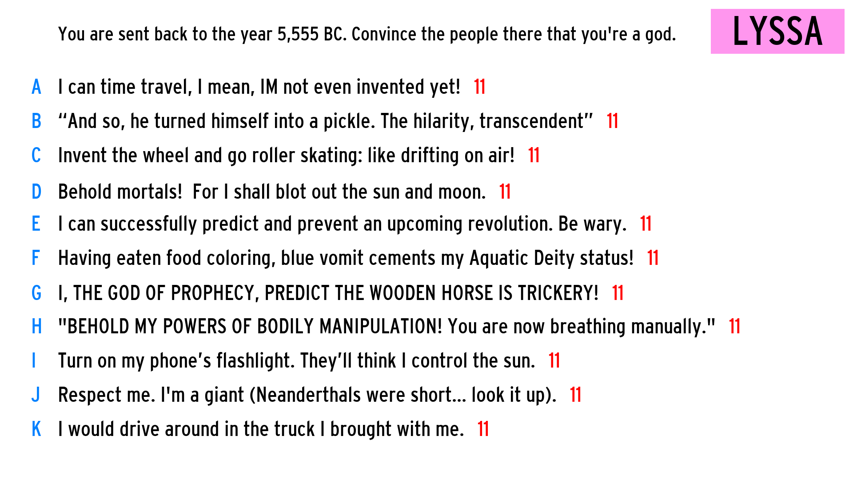 You are sent back to the year 5,555 BC. Convince the people there that you're a god.
LYSSA
A I can time travel, I mean, IM not even invented yet! 11
B “And so, he turned himself into a pickle. The hilarity, transcendent” 11
C Invent the wheel and go roller skating: like drifting on air! 11
D Behold mortals! For I shall blot out the sun and moon. 11
E I can successfully predict and prevent an upcoming revolution. Be wary. 11
F Having eaten food coloring, blue vomit cements my Aquatic Deity status! 11
G I, THE GOD OF PROPHECY, PREDICT THE WOODEN HORSE IS TRICKERY! 11
H "BEHOLD MY POWERS OF BODILY MANIPULATION! You are now breathing manually." 11
I Turn on my phone’s flashlight. They’ll think I control the sun. 11
J Respect me. I'm a giant (Neanderthals were short... look it up). 11
K I would drive around in the truck I brought with me. 11